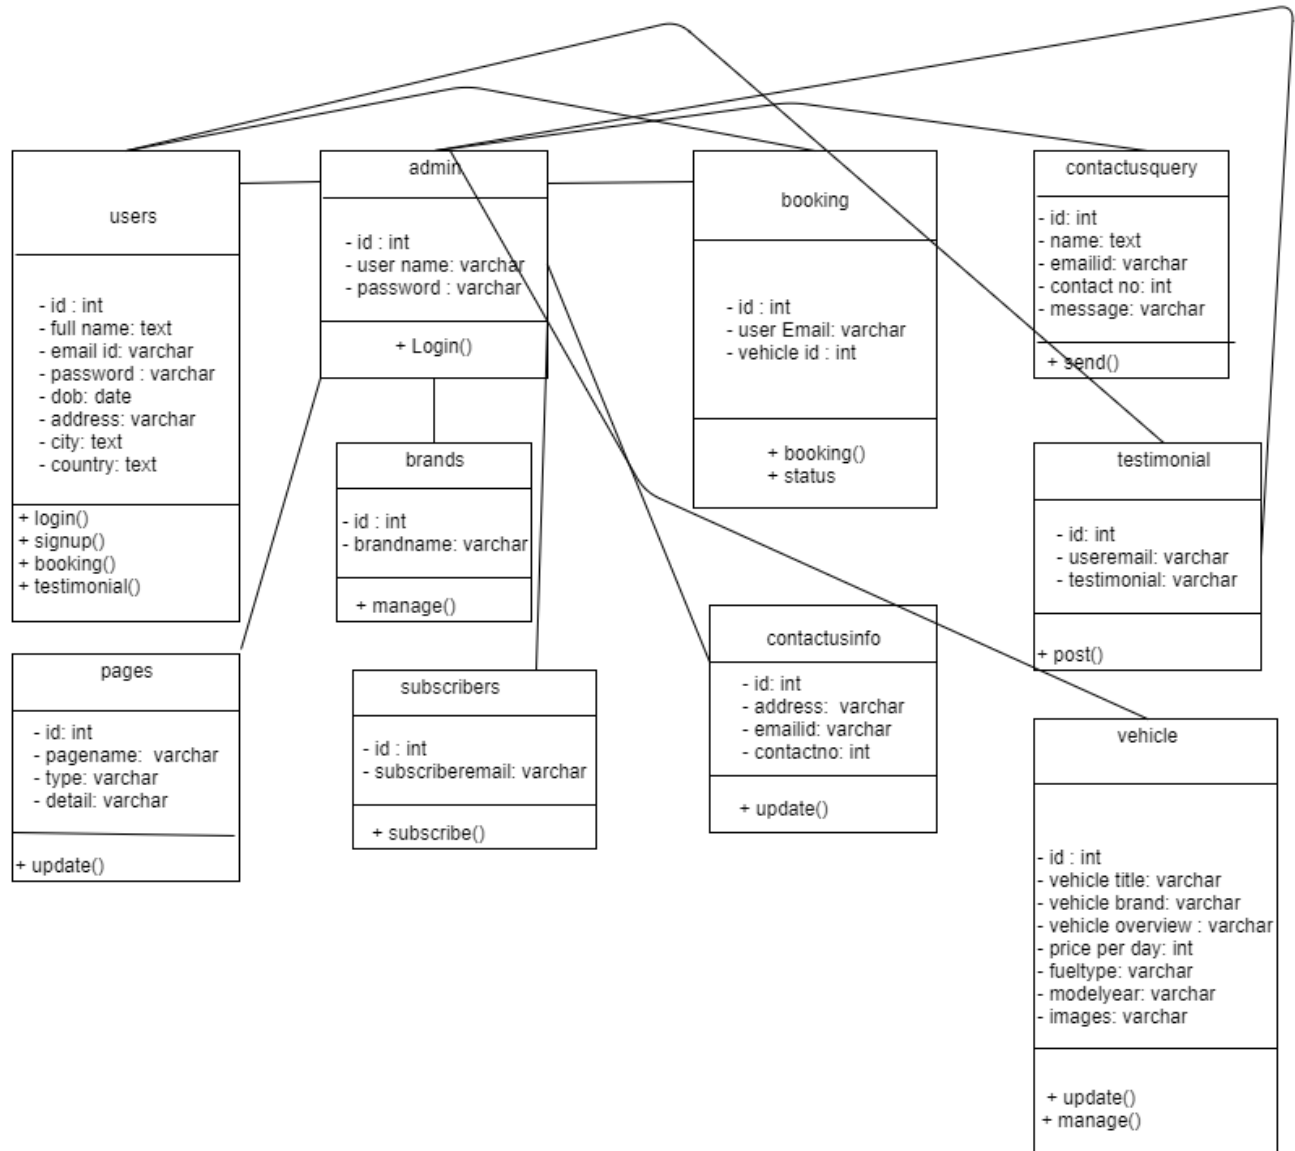 users
- id : int
- full name: text
- email id: varchar
- password : varchar
- dob: date
- address: varchar
- city: text
- country: text
+ login()
+ signup()
+ booking()
+ testimonial()
admin
- id : int
- user name: varchar
- password : varchar
+ Login()
booking
- id : int
- user Email: varchar
- vehicle id : int
+ booking()
+ status
contactusquery
- id: int
- name: text
- emailid: varchar
- contact no: int
- message: varchar
+ send()
brands
- id : int
- brandname: varchar
+ manage()
testimonial
- id: int
- useremail: varchar
- testimonial: varchar
+ post()
pages
- id: int
- pagename:  varchar
- type: varchar
- detail: varchar
+ update()
subscribers
- id : int
- subscriberemail: varchar
+ subscribe()
contactusinfo
- id: int
- address:  varchar
- emailid: varchar
- contactno: int
+ update()
vehicle
- id : int
- vehicle title: varchar
- vehicle brand: varchar
- vehicle overview : varchar
- price per day: int
- fueltype: varchar
- modelyear: varchar
- images: varchar
+ update()
+ manage()